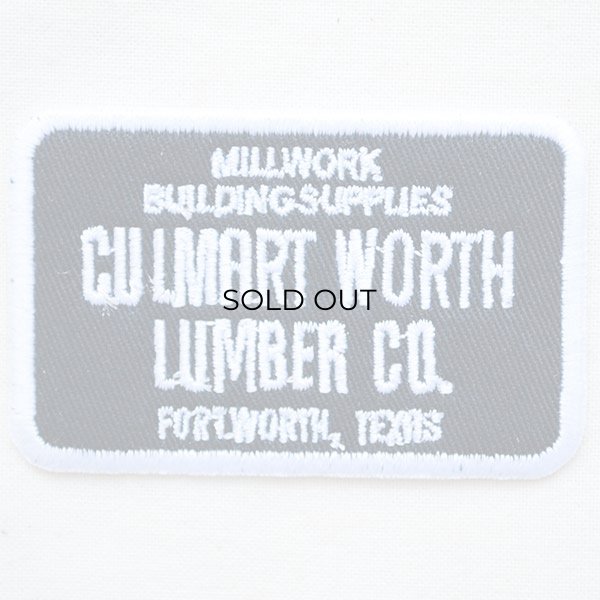 MILLWORK
BUILDINGSUPPLIES
CULMART WORTH
SOLD OUT
LUMBER CO.
FORTWORTH, TEXAS